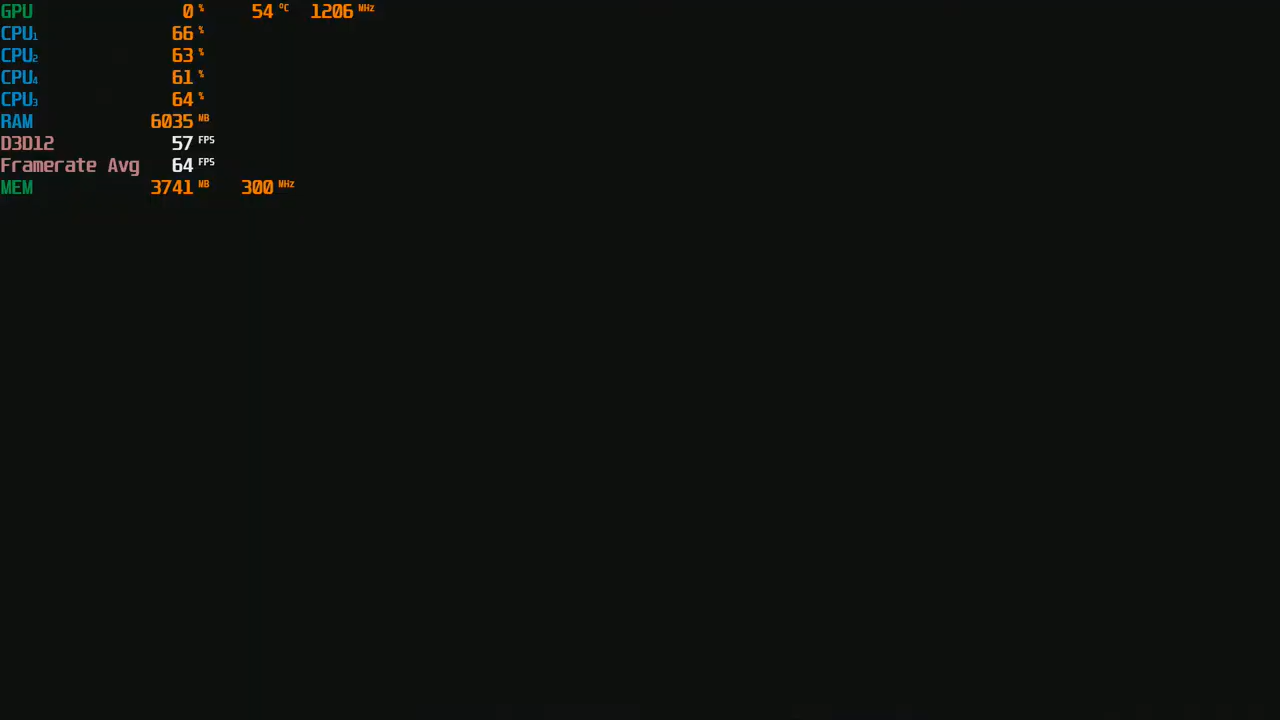 GPU 0 % 54 °C 1206 MHz
CPU1 66 %
CPU2 63 %
CPU4 61 %
CPU3 64 %
RAM 6035 MB
D3D12 57 FPS
Framerate Avg 64 FPS
MEM 3741 MB 300 MHz